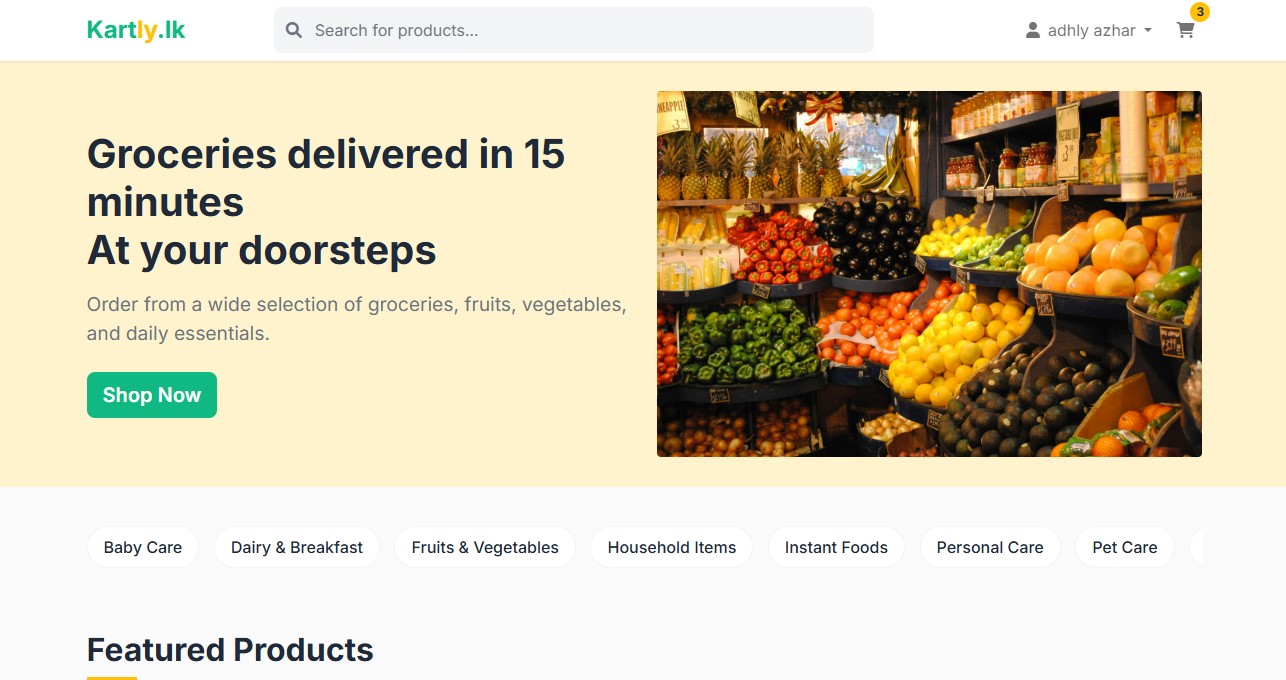 Kartly.lk
Search for products...
adhly azhar
3
Groceries delivered in 15
minutes
At your doorsteps
Order from a wide selection of groceries, fruits, vegetables,
and daily essentials.
Shop Now
Baby Care
Dairy & Breakfast
Fruits & Vegetables
Household Items
Instant Foods
Personal Care
Pet Care
Featured Products